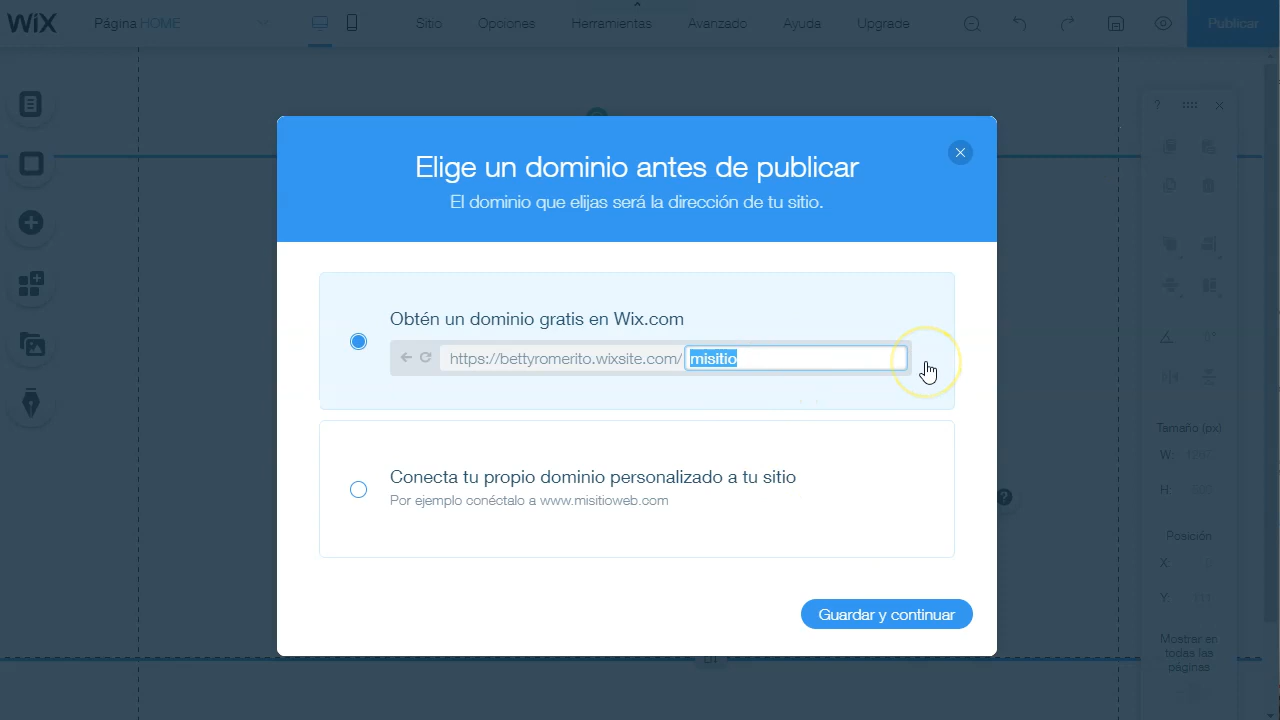 WiX Página HOME Sitio Opciones Herramientas Avanzado Ayuda Upgrade Publicar
Elige un dominio antes de publicar
El dominio que elijas será la dirección de tu sitio.
Obtén un dominio gratis en Wix.com
https://bettyromerito.wixsite.com/ misitio
Conecta tu propio dominio personalizado a tu sitio
Por ejemplo conéctalo a www.misitioweb.com
Guardar y continuar
?
?
Tamaño (px)
W:
H:
Posición
X:
Y:
Mostrar en
todas las
páginas